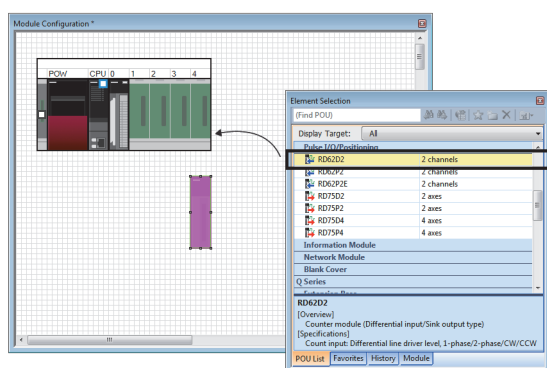 Module Configuration *
POW CPU 0 1 2 3 4
Element Selection
(Find POU)
Display Target: All
Pulse I/O/Positioning
RD62D2 2 channels
RD62P2 2 channels
RD62P2E 2 channels
RD75D2 2 axes
RD75P2 2 axes
RD75D4 4 axes
RD75P4 4 axes
Information Module
Network Module
Blank Cover
Q Series
Extension Base
RD62D2
[Overview]
Counter module (Differential input/Sink output type)
[Specifications]
Count input: Differential line driver level, 1-phase/2-phase/CW/CCW
POU List Favorites History Module